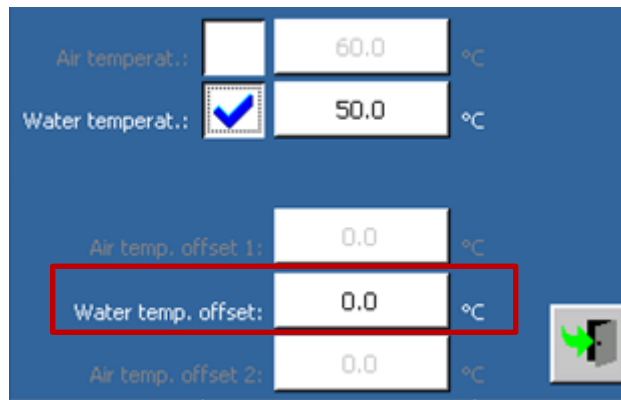 Air temperat.: 60.0 °C
Water temperat.: 50.0 °C
Air temp. offset 1: 0.0 °C
Water temp. offset: 0.0 °C
Air temp. offset 2: 0.0 °C